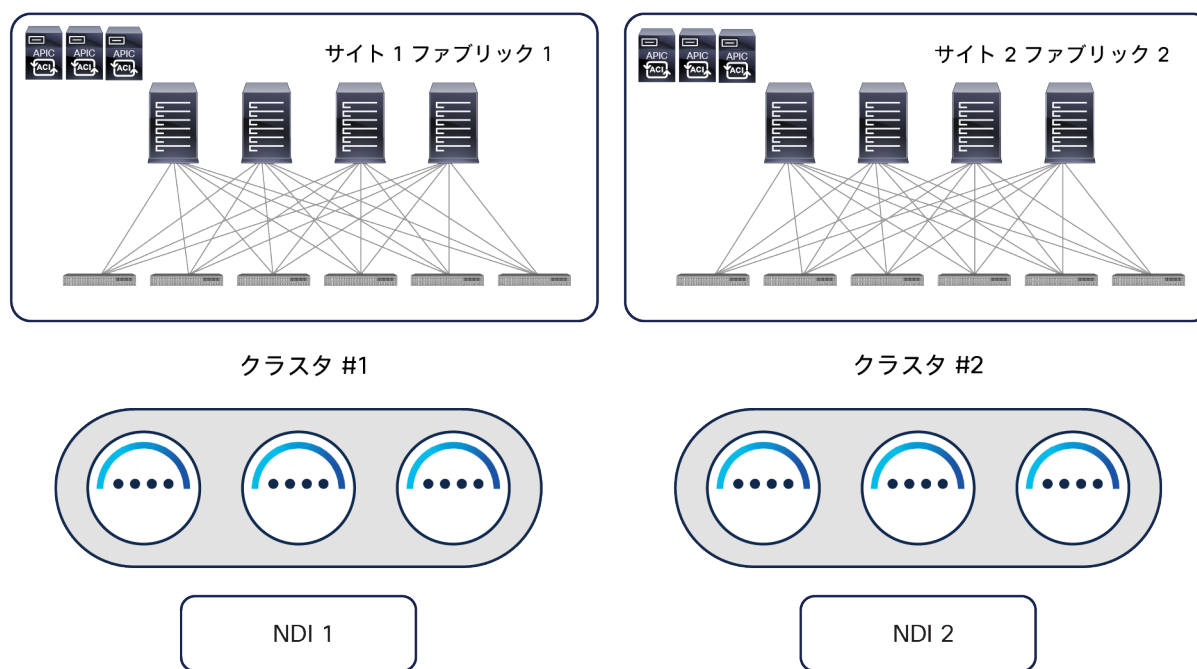 APIC APIC APIC
ACI ACI ACI
サイト 1 ファブリック 1
APIC APIC APIC
ACI ACI ACI
サイト 2 ファブリック 2
クラスタ #1
クラスタ #2
NDI 1
NDI 2